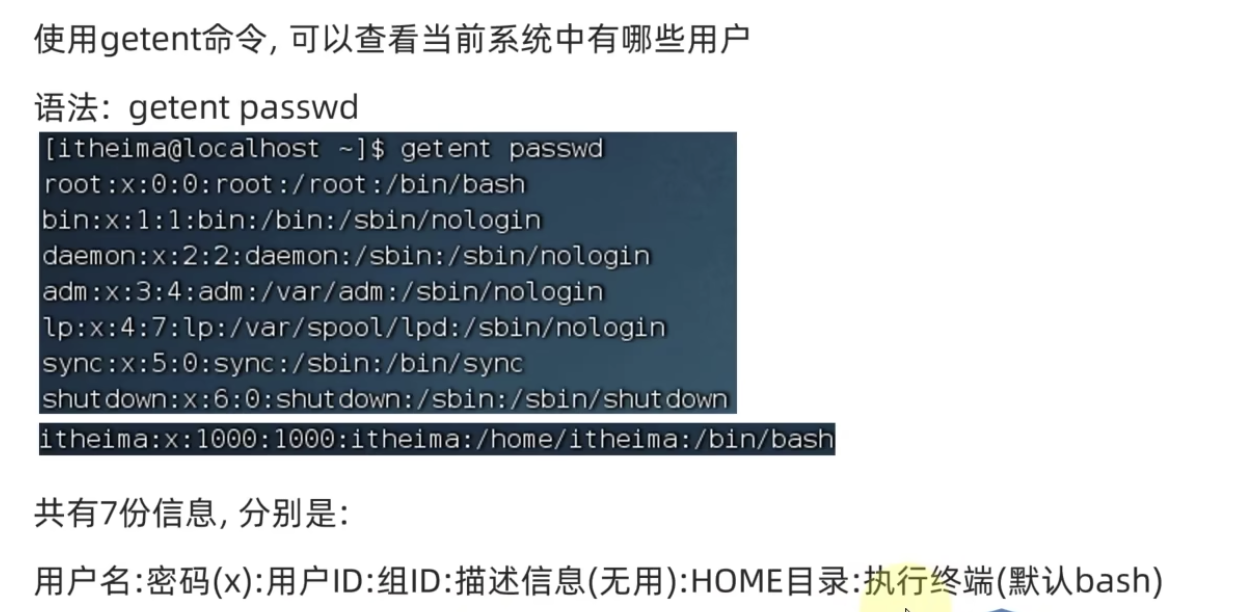 使用getent命令, 可以查看当前系统中有哪些用户
语法：getent passwd
[itheima@localhost ~]$ getent passwd
root:x:0:0:root:/root:/bin/bash
bin:x:1:1:bin:/bin:/sbin/nologin
daemon:x:2:2:daemon:/sbin:/sbin/nologin
adm:x:3:4:adm:/var/adm:/sbin/nologin
lp:x:4:7:lp:/var/spool/lpd:/sbin/nologin
sync:x:5:0:sync:/sbin:/bin/sync
shutdown:x:6:0:shutdown:/sbin:/sbin/shutdown
itheima:x:1000:1000:itheima:/home/itheima:/bin/bash
共有7份信息, 分别是：
用户名:密码(x):用户ID:组ID:描述信息(无用):HOME目录:执行终端(默认bash)